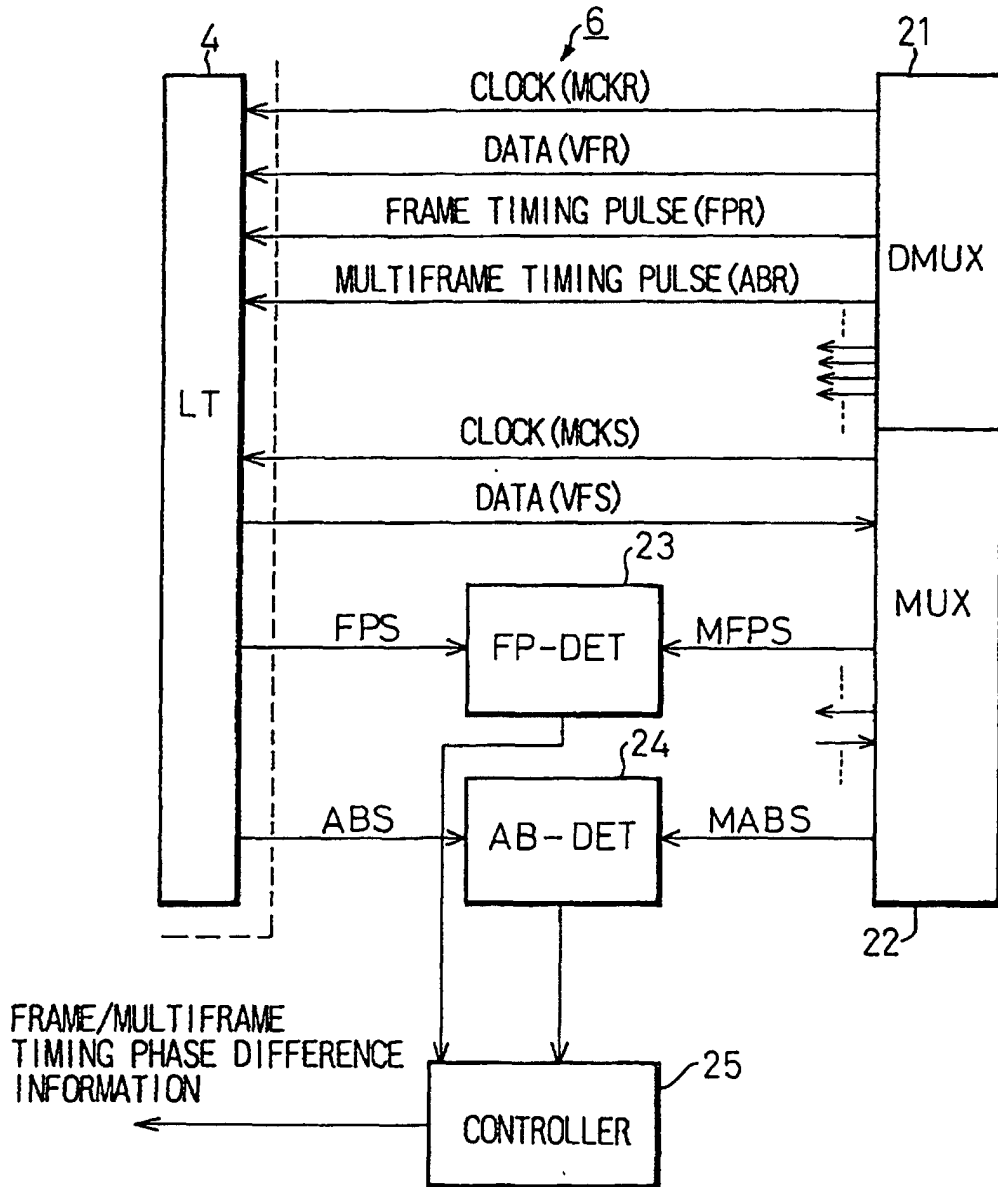 6
4
21
CLOCK(MCKR)
DATA(VFR)
FRAME TIMING PULSE(FPR)
DMUX
MULTIFRAME TIMING PULSE(ABR)
LT
CLOCK(MCKS)
DATA(VFS)
23
MUX
FPS
FP-DET
MFPS
24
ABS
AB-DET
MABS
22
FRAME/MULTIFRAME
TIMING PHASE DIFFERENCE
INFORMATION
25
CONTROLLER